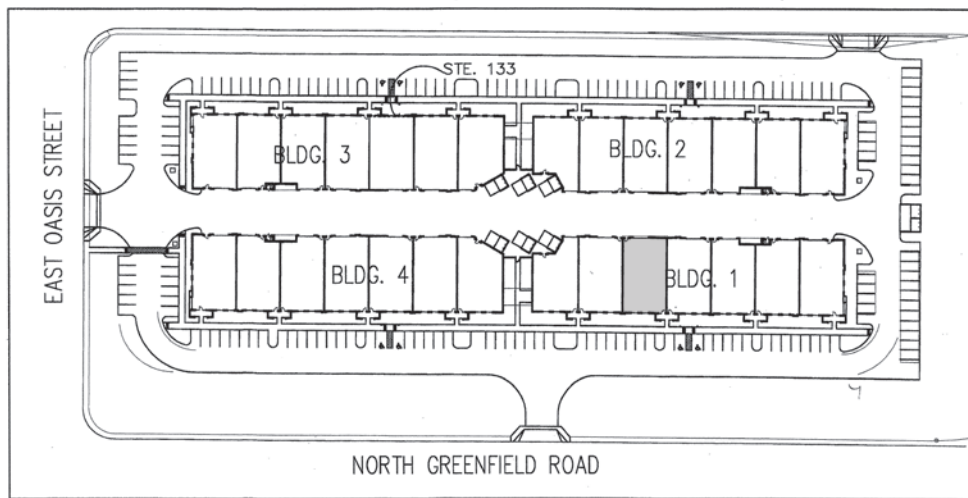 STE. 133
BLDG. 3
BLDG. 2
EAST OASIS STREET
BLDG. 4
BLDG. 1
NORTH GREENFIELD ROAD